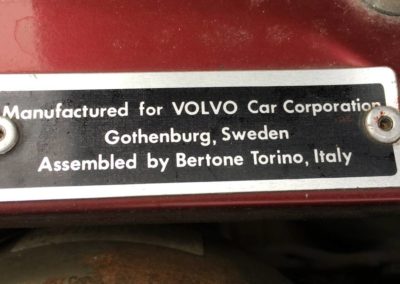 Manufactured for VOLVO Car Corporation
Gothenburg, Sweden
Assembled by Bertone Torino, Italy